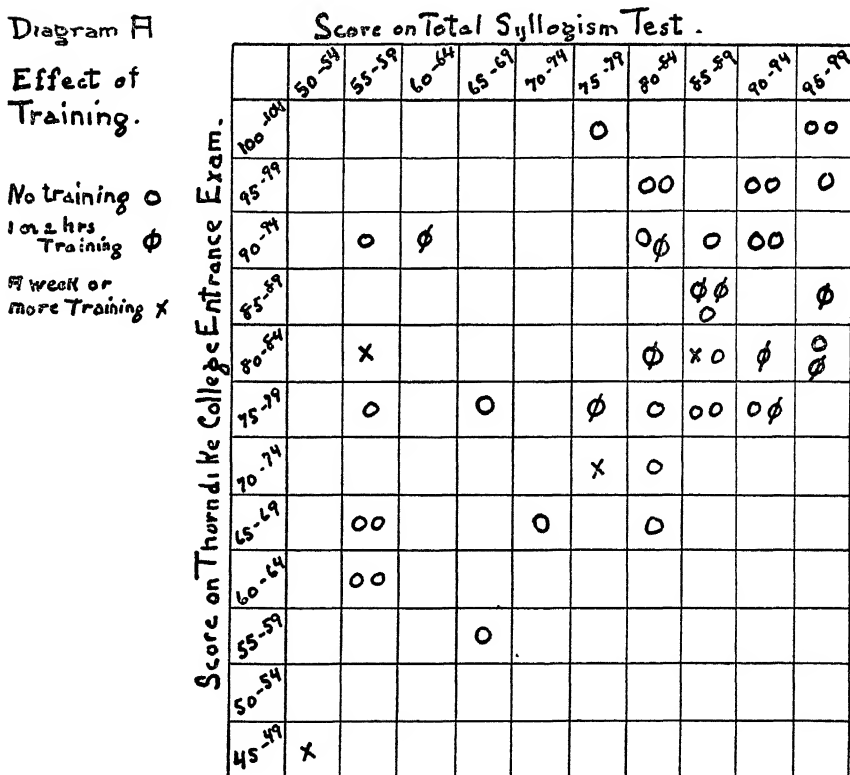 Diagram A
Effect of
Training.
No training o
1 or 2 hrs
Training ϕ
A week or
more Training x
Score on Total Syllogism Test.
50-54 55-59 60-64 65-69 70-74 75-79 80-84 85-89 90-94 95-99
Score on Thorndike College Entrance Exam.
100-104
95-99
90-94
85-89
80-84
75-79
70-74
65-69
60-64
55-59
50-54
45-49